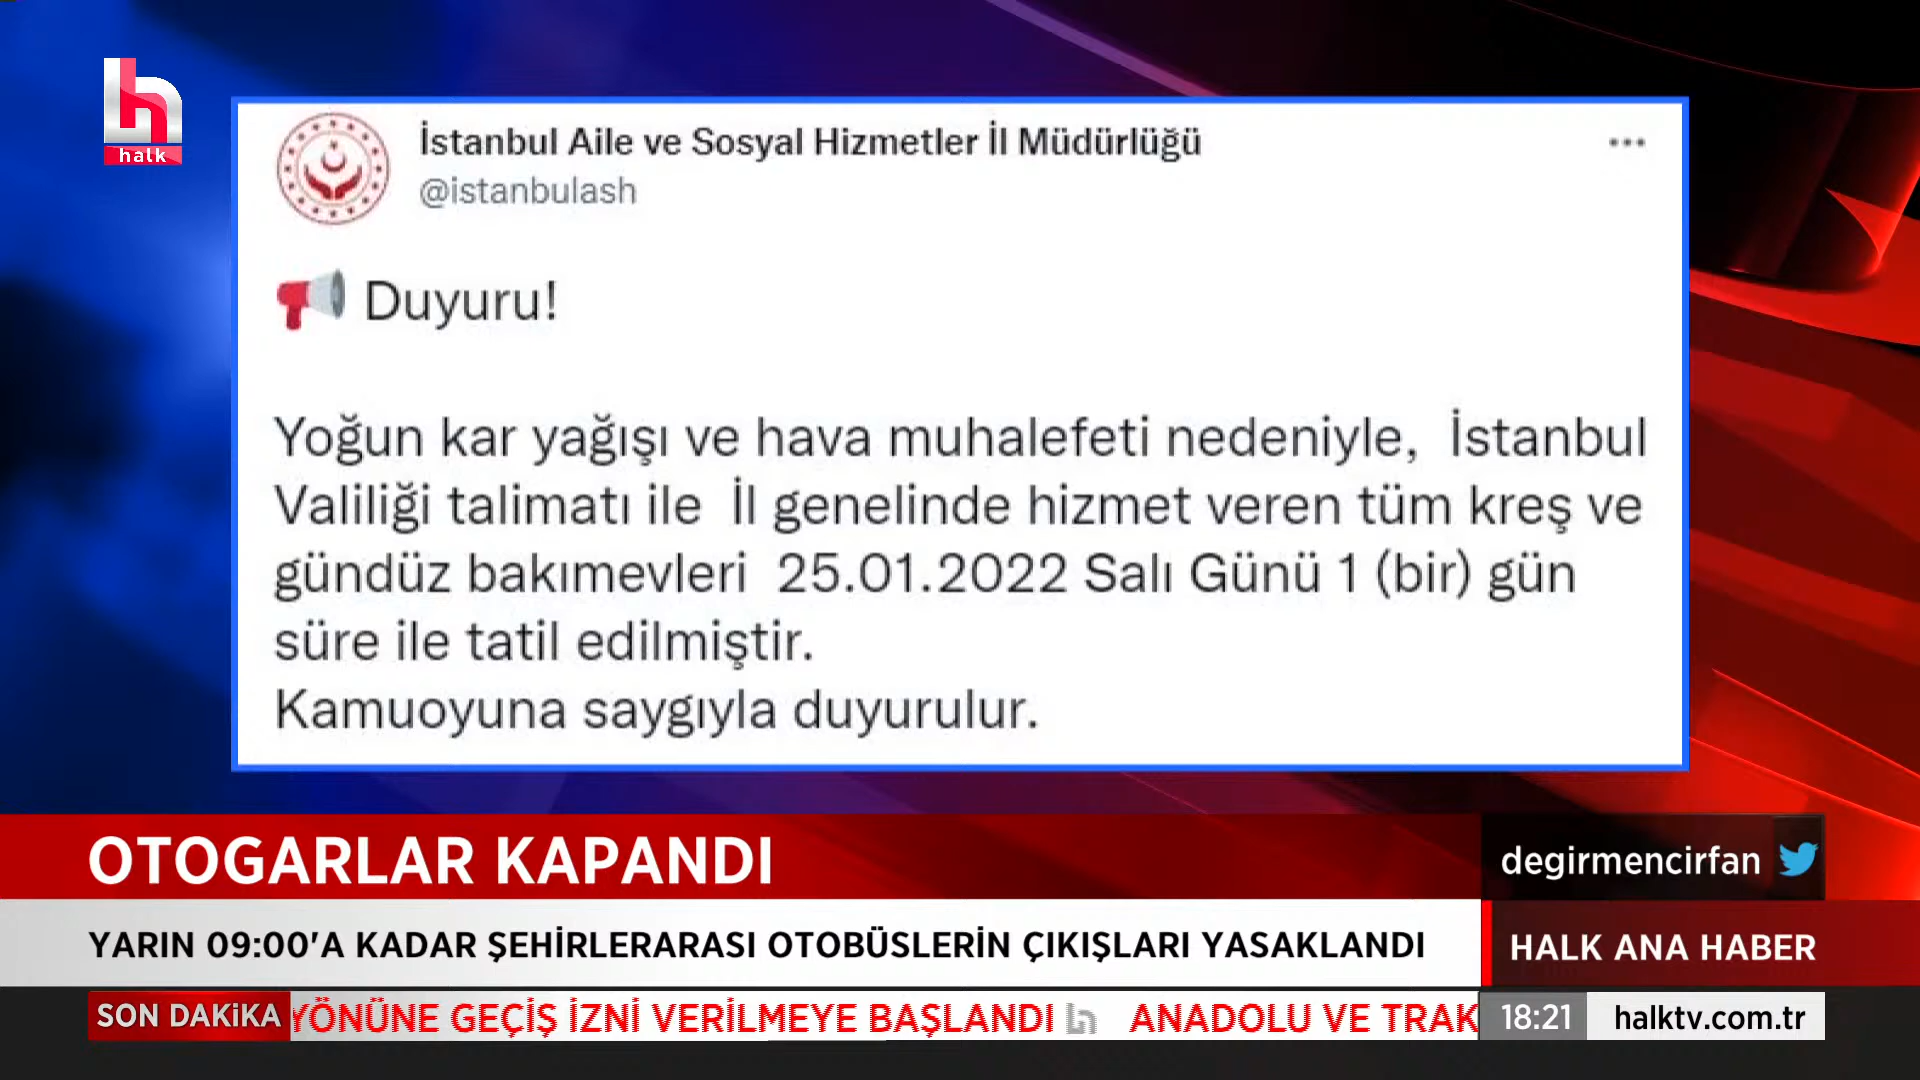 halk
İstanbul Aile ve Sosyal Hizmetler İl Müdürlüğü
@istanbulash
Duyuru!
Yoğun kar yağışı ve hava muhalefeti nedeniyle, İstanbul
Valiliği talimatı ile İl genelinde hizmet veren tüm kreş ve
gündüz bakımevleri 25.01.2022 Salı Günü 1 (bir) gün
süre ile tatil edilmiştir.
Kamuoyuna saygıyla duyurulur.
OTOGARLAR KAPANDI
degirmencirfan
YARIN 09:00'A KADAR ŞEHİRLERARASI OTOBÜSLERİN ÇIKIŞLARI YASAKLANDI
HALK ANA HABER
SON DAKİKA YÖNÜNE GEÇİŞ İZNİ VERİLMEYE BAŞLANDI h ANADOLU VE TRAK 18:21 halktv.com.tr